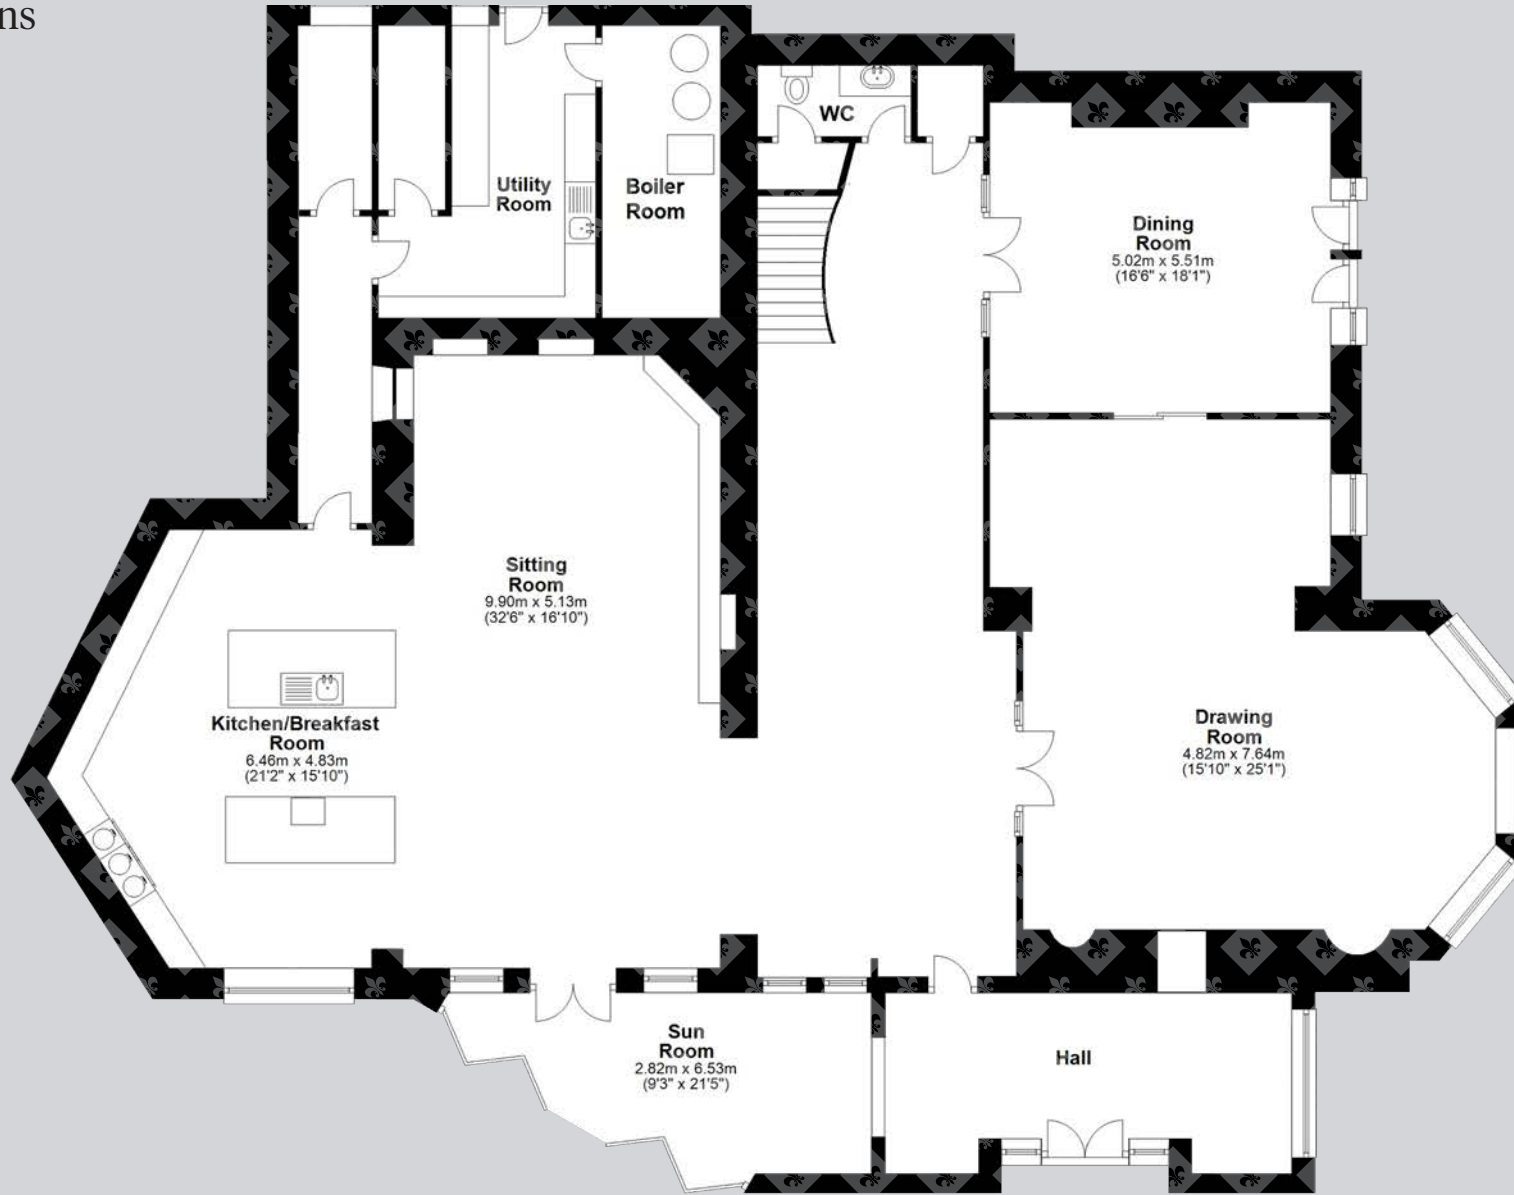 ns
Utility
Room
Boiler
Room
WC
Dining
Room
5.02m x 5.51m
(16'6" x 18'1")
Sitting
Room
9.90m x 5.13m
(32'6" x 16'10")
Kitchen/Breakfast
Room
6.46m x 4.83m
(21'2" x 15'10")
Drawing
Room
4.82m x 7.64m
(15'10" x 25'1")
Sun
Room
2.82m x 6.53m
(9'3" x 21'5")
Hall